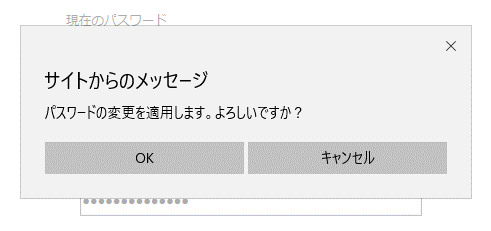 現在のパスワード
サイトからのメッセージ
パスワードの変更を適用します。よろしいですか？
OK
キャンセル
●●●●●●●●●●●●●●